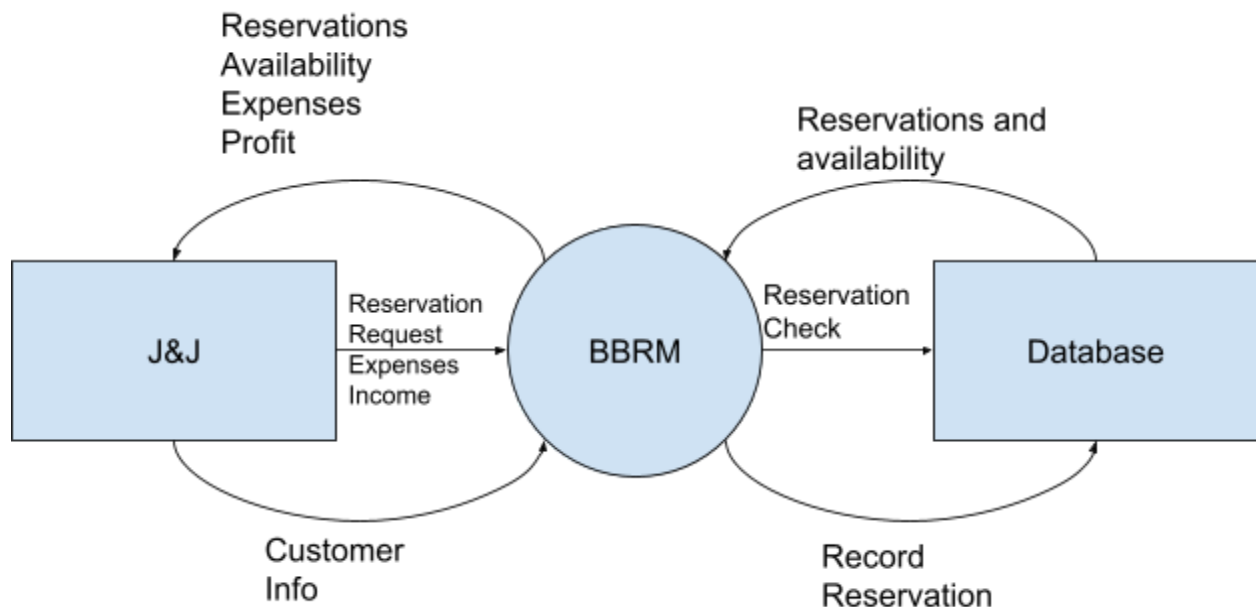 Reservations
Availability
Expenses
Profit
Reservations and
availability
Reservation
Request
Expenses
Income
Reservation
Check
J&J
BBRM
Database
Customer
Info
Record
Reservation